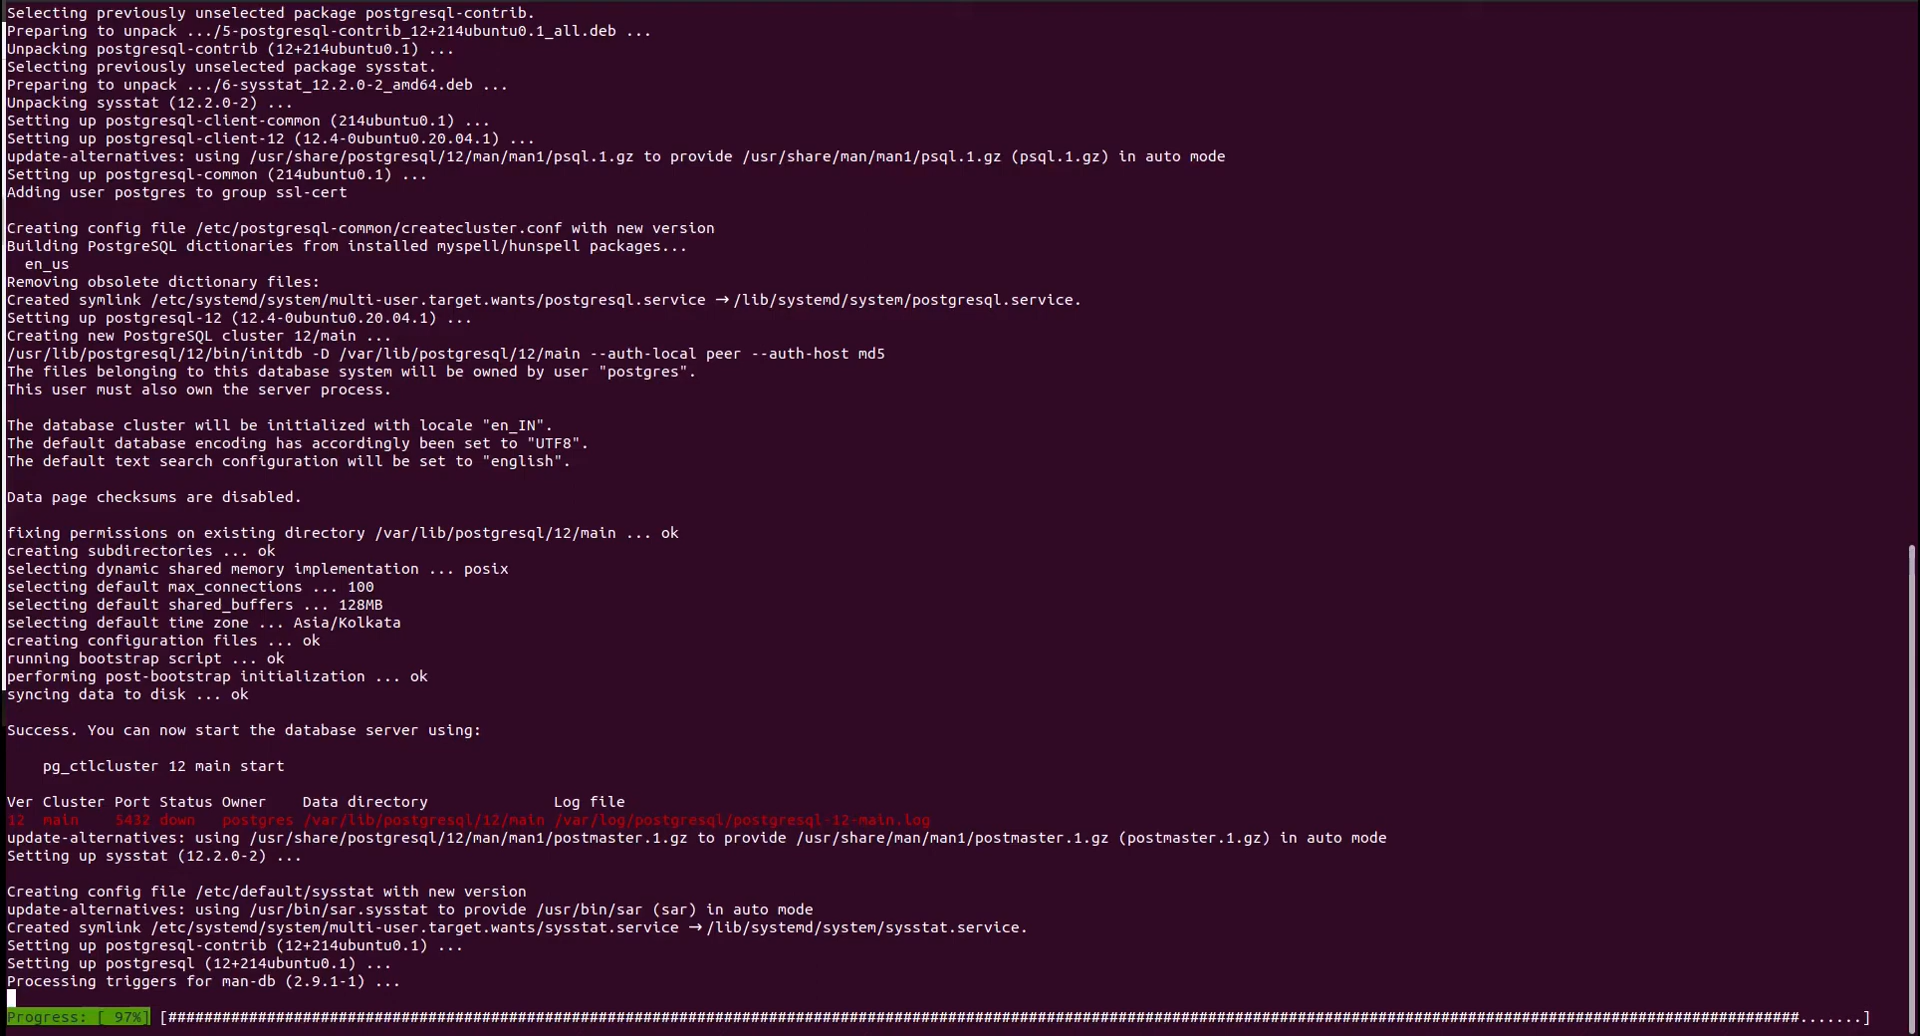 Selecting previously unselected package postgresql-contrib.
Preparing to unpack .../5-postgresql-contrib_12+214ubuntu0.1_all.deb ...
Unpacking postgresql-contrib (12+214ubuntu0.1) ...
Selecting previously unselected package sysstat.
Preparing to unpack .../6-sysstat_12.2.0-2_amd64.deb ...
Unpacking sysstat (12.2.0-2) ...
Setting up postgresql-client-common (214ubuntu0.1) ...
Setting up postgresql-client-12 (12.4-0ubuntu0.20.04.1) ...
update-alternatives: using /usr/share/postgresql/12/man/man1/psql.1.gz to provide /usr/share/man/man1/psql.1.gz (psql.1.gz) in auto mode
Setting up postgresql-common (214ubuntu0.1) ...
Adding user postgres to group ssl-cert
Creating config file /etc/postgresql-common/createcluster.conf with new version
Building PostgreSQL dictionaries from installed myspell/hunspell packages...
  en_us
Removing obsolete dictionary files:
Created symlink /etc/systemd/system/multi-user.target.wants/postgresql.service → /lib/systemd/system/postgresql.service.
Setting up postgresql-12 (12.4-0ubuntu0.20.04.1) ...
Creating new PostgreSQL cluster 12/main ...
/usr/lib/postgresql/12/bin/initdb -D /var/lib/postgresql/12/main --auth-local peer --auth-host md5
The files belonging to this database system will be owned by user "postgres".
This user must also own the server process.
The database cluster will be initialized with locale "en_IN".
The default database encoding has accordingly been set to "UTF8".
The default text search configuration will be set to "english".
Data page checksums are disabled.
fixing permissions on existing directory /var/lib/postgresql/12/main ... ok
creating subdirectories ... ok
selecting dynamic shared memory implementation ... posix
selecting default max_connections ... 100
selecting default shared_buffers ... 128MB
selecting default time zone ... Asia/Kolkata
creating configuration files ... ok
running bootstrap script ... ok
performing post-bootstrap initialization ... ok
syncing data to disk ... ok
Success. You can now start the database server using:
    pg_ctlcluster 12 main start
Ver Cluster Port Status Owner    Data directory              Log file
12  main    5432 down   postgres /var/lib/postgresql/12/main /var/log/postgresql/postgresql-12-main.log
update-alternatives: using /usr/share/postgresql/12/man/man1/postmaster.1.gz to provide /usr/share/man/man1/postmaster.1.gz (postmaster.1.gz) in auto mode
Setting up sysstat (12.2.0-2) ...
Creating config file /etc/default/sysstat with new version
update-alternatives: using /usr/bin/sar.sysstat to provide /usr/bin/sar (sar) in auto mode
Created symlink /etc/systemd/system/multi-user.target.wants/sysstat.service → /lib/systemd/system/sysstat.service.
Setting up postgresql-contrib (12+214ubuntu0.1) ...
Setting up postgresql (12+214ubuntu0.1) ...
Processing triggers for man-db (2.9.1-1) ...
Progress: [ 97%] [######################################################################################################################################################################################.......]